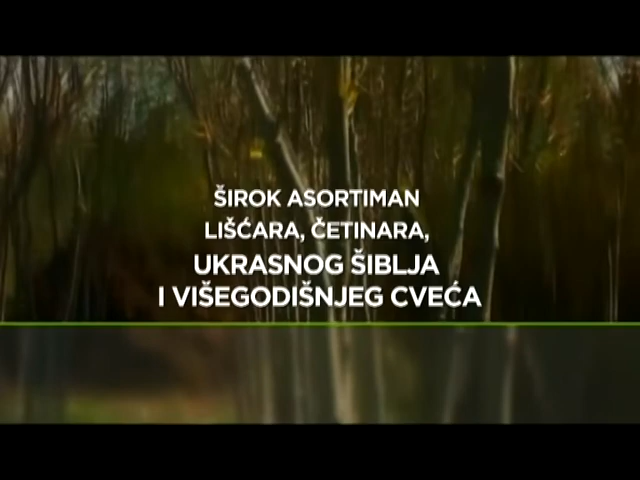 ŠIROK ASORTIMAN
LIŠĆARA, ČETINARA,
UKRASNOG ŠIBLJA
I VIŠEGODIŠNJEG CVEĆA